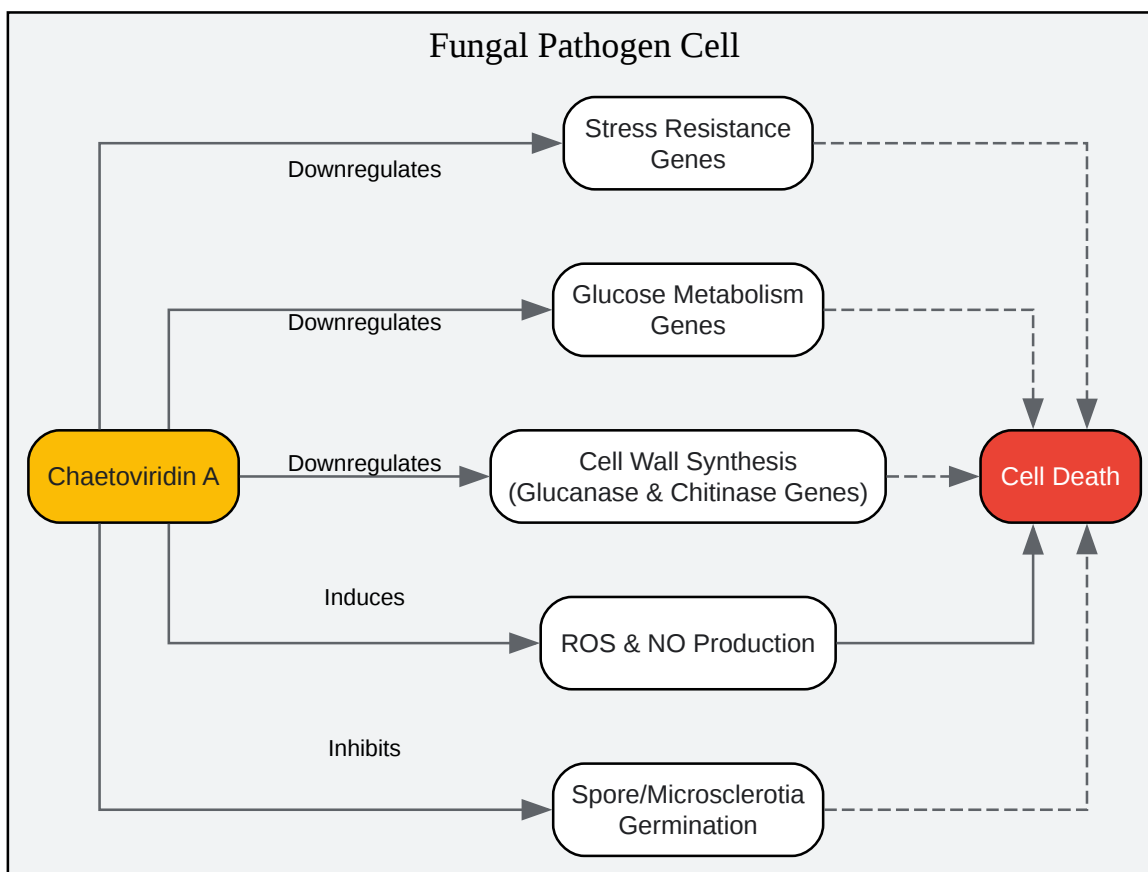 Fungal Pathogen Cell
Stress Resistance
Genes
Downregulates
Glucose Metabolism
Genes
Downregulates
Chaetoviridin A
Downregulates
Cell Wall Synthesis
(Glucanase & Chitinase Genes)
Cell Death
Induces
ROS & NO Production
Inhibits
Spore/Microsclerotia
Germination